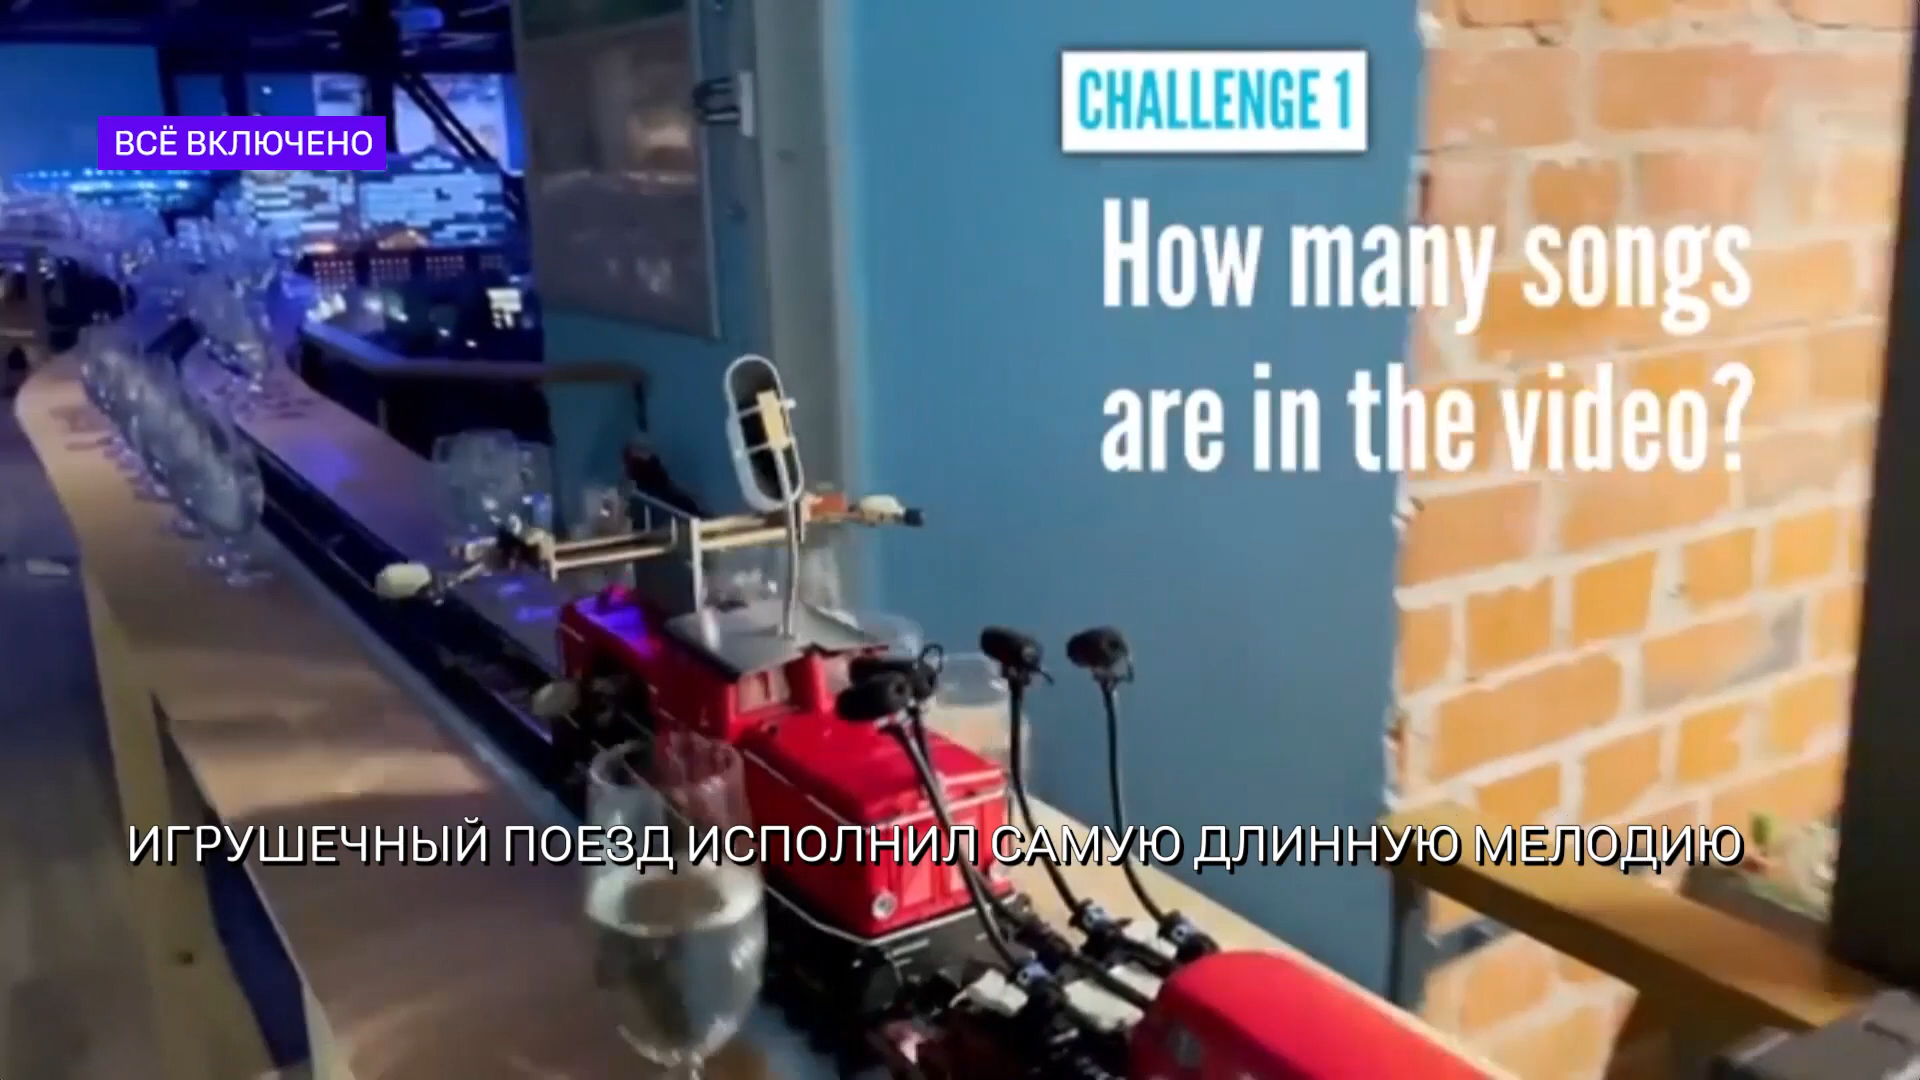 ВСЁ ВКЛЮЧЕНО
CHALLENGE 1
How many songs
are in the video?
ИГРУШЕЧНЫЙ ПОЕЗД ИСПОЛНИЛ САМУЮ ДЛИННУЮ МЕЛОДИЮ